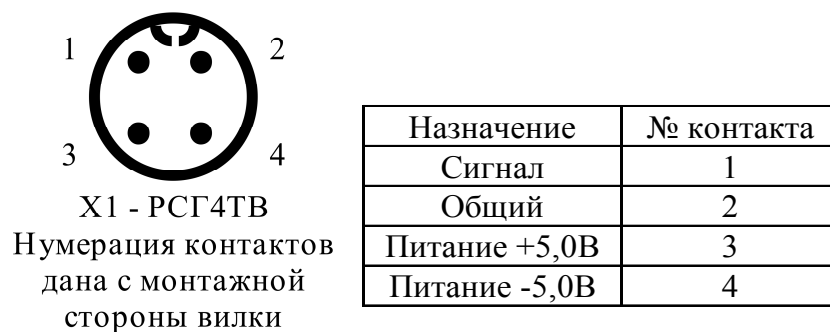 1 2
3 4
X1 - РСГ4ТВ
Нумерация контактов
дана с монтажной
стороны вилки
Назначение № контакта
Сигнал 1
Общий 2
Питание +5,0В 3
Питание -5,0В 4